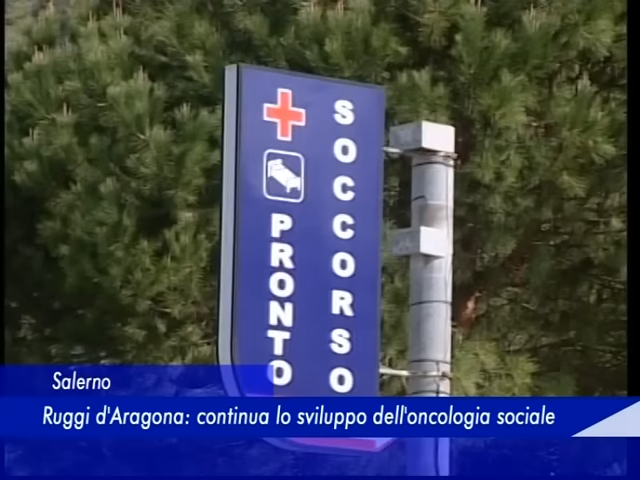 PRONTO
SOCCORSO
Salerno
Ruggi d'Aragona: continua lo sviluppo dell'oncologia sociale